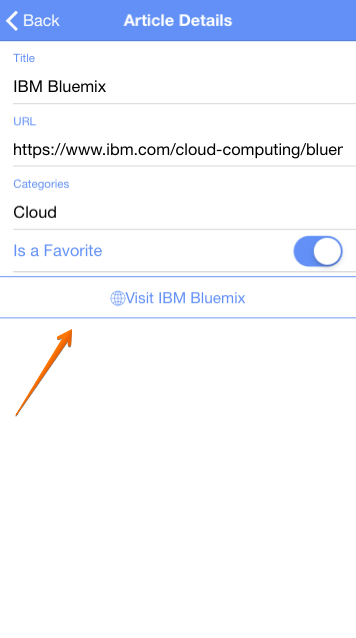 Back
Article Details
Title
IBM Bluemix
URL
https://www.ibm.com/cloud-computing/bluer
Categories
Cloud
Is a Favorite
Visit IBM Bluemix